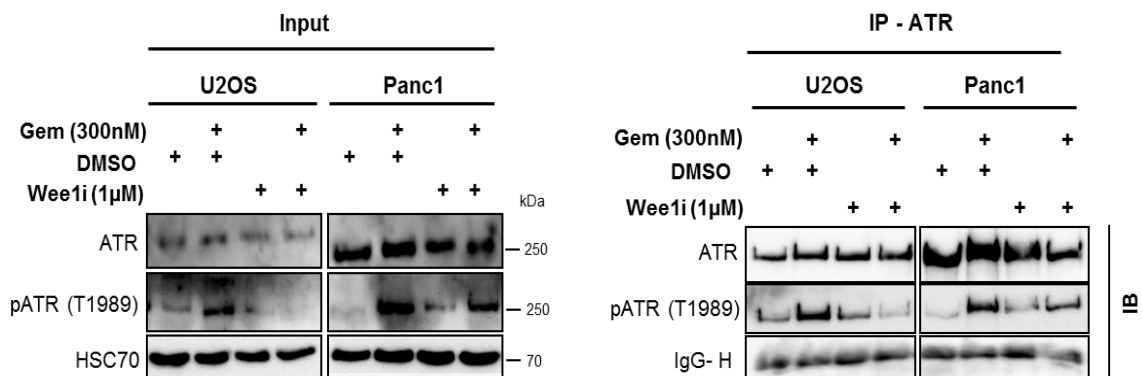 Input
U2OS Panc1
Gem (300nM) + + + +
DMSO + + + +
Wee1i (1µM) + + + +
kDa
ATR 250
pATR (T1989) 250
HSC70 70
IP - ATR
U2OS Panc1
Gem (300nM) + + + +
DMSO + + + +
Wee1i (1µM) + + + +
ATR
pATR (T1989)
IgG- H
IB